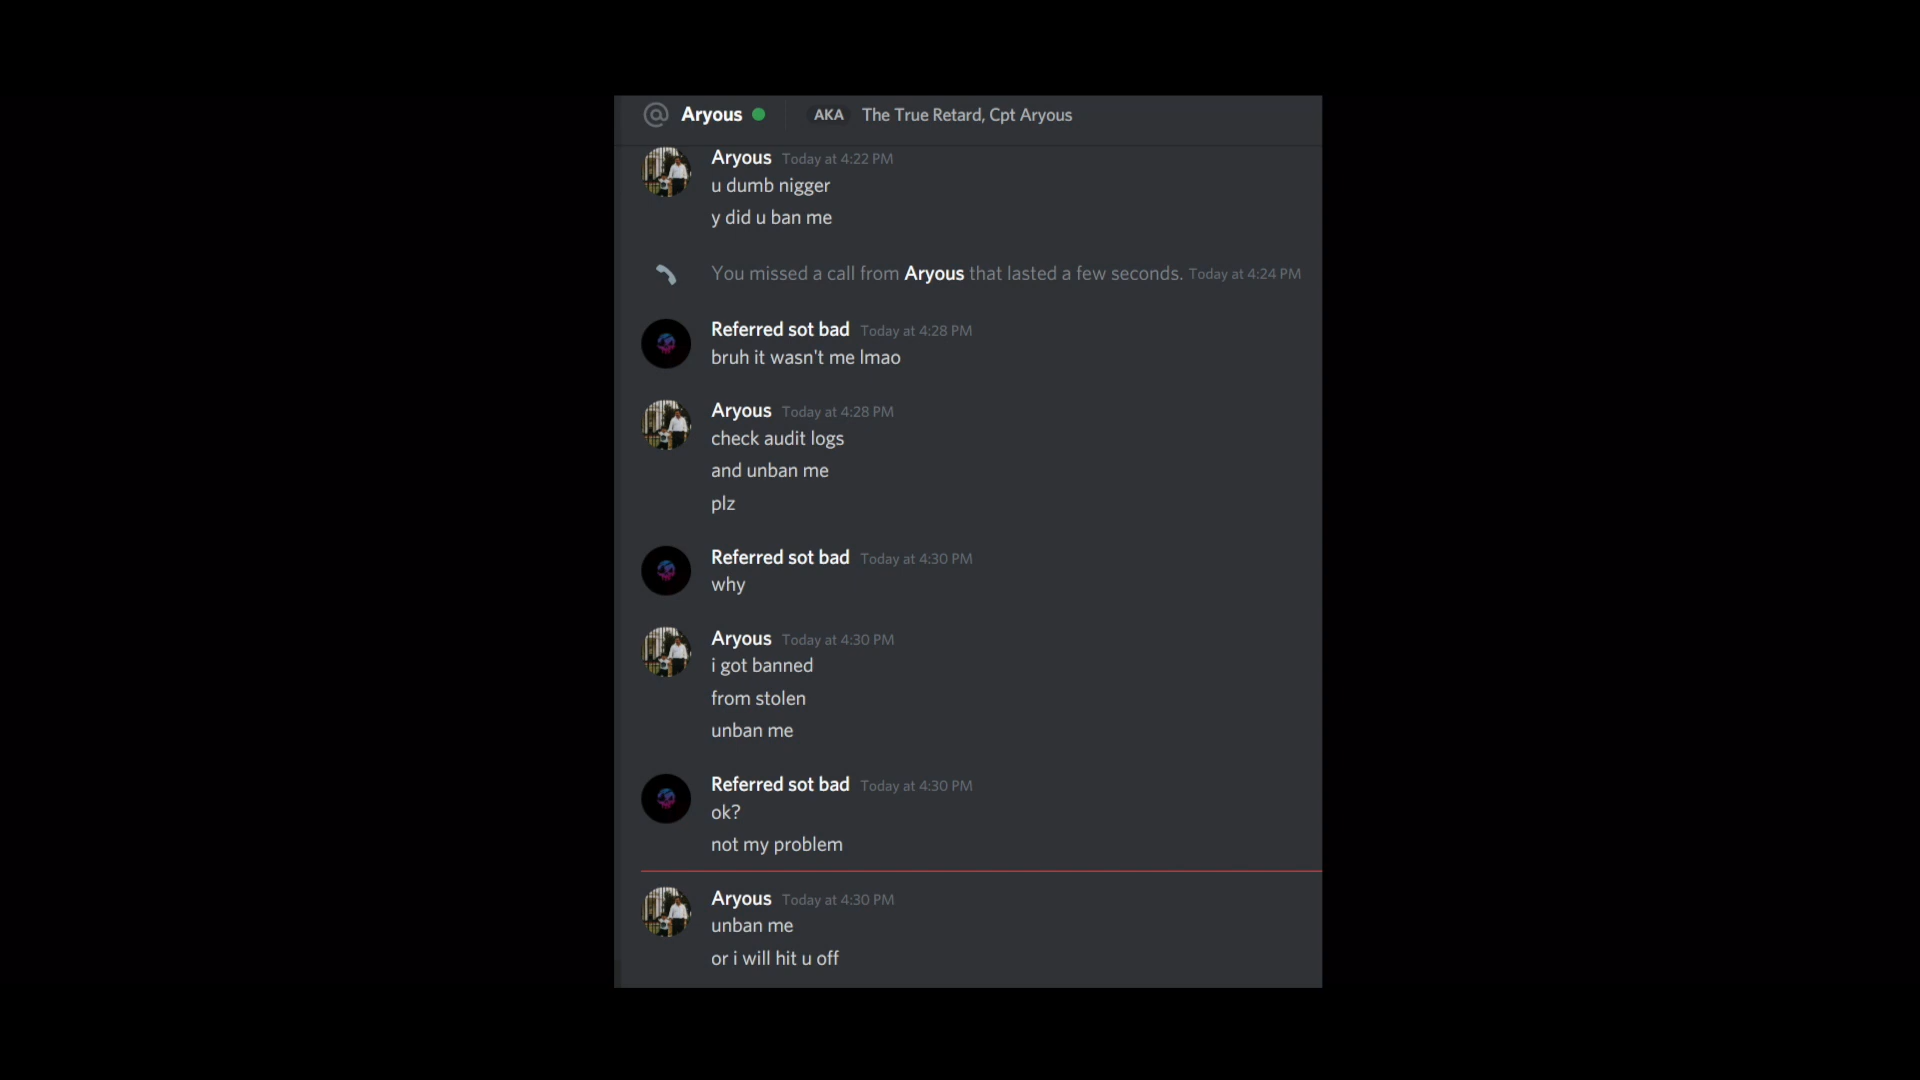 Aryous AKA The True Retard, Cpt Aryous
Aryous Today at 4:22 PM
u dumb nigger
y did u ban me
You missed a call from Aryous that lasted a few seconds. Today at 4:24 PM
Referred sot bad Today at 4:28 PM
bruh it wasn't me lmao
Aryous Today at 4:28 PM
check audit logs
and unban me
plz
Referred sot bad Today at 4:30 PM
why
Aryous Today at 4:30 PM
i got banned
from stolen
unban me
Referred sot bad Today at 4:30 PM
ok?
not my problem
Aryous Today at 4:30 PM
unban me
or i will hit u off